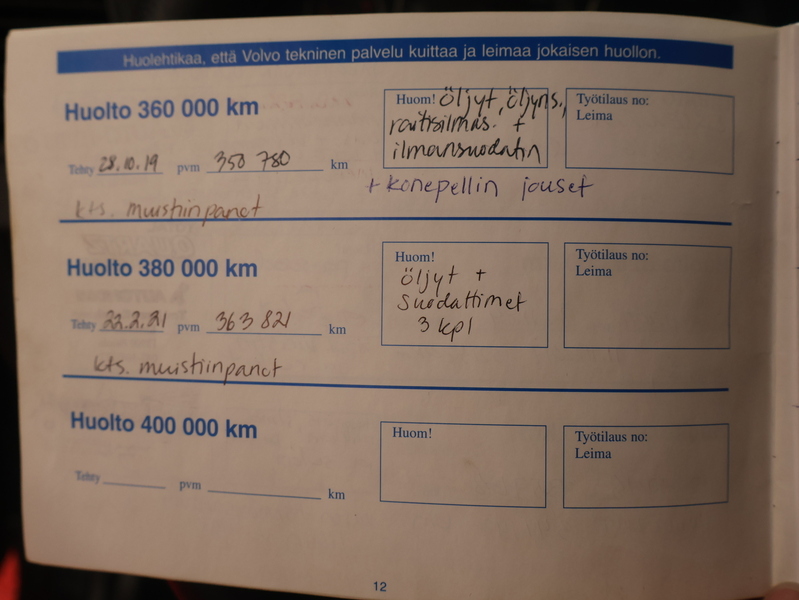 Huolehtikaa, että Volvo tekninen palvelu kuittaa ja leimaa jokaisen huollon.
Huolto 360 000 km
Huom! öljyt, öljyns.,
raitisilmas. +
ilmansuodatin
Työtilaus no:
Leima
Tehty 28.10.19 pvm 350 780 km
+ konepellin jouset
kts. muistiinpanot
Huolto 380 000 km
Huom!
öljyt +
suodattimet
3 kpl
Työtilaus no:
Leima
Tehty 22.2.21 pvm 363 821 km
kts. muistiinpanot
Huolto 400 000 km
Huom!
Työtilaus no:
Leima
Tehty pvm km
12